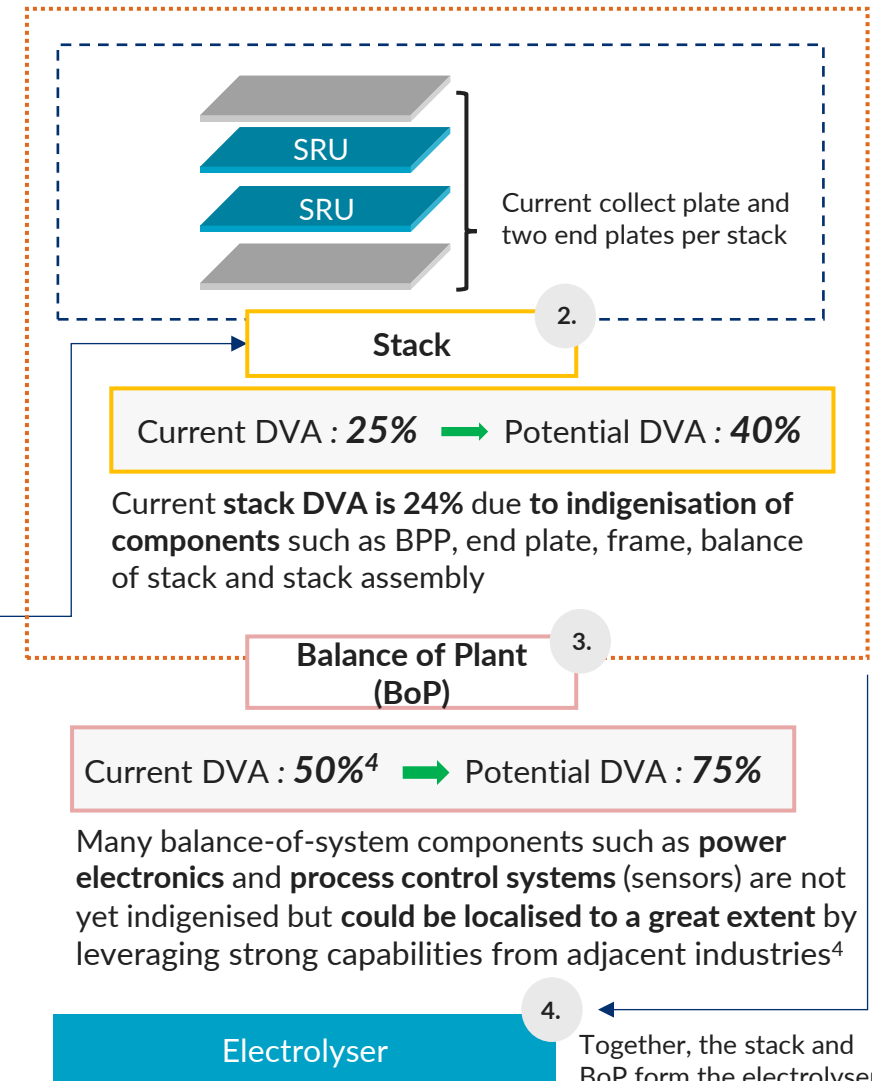 SRU
SRU
Current collect plate and
two end plates per stack
2.
Stack
Current DVA : 25% Potential DVA : 40%
Current stack DVA is 24% due to indigenisation of
components such as BPP, end plate, frame, balance
of stack and stack assembly
3.
Balance of Plant
(BoP)
Current DVA : 50%⁴ Potential DVA : 75%
Many balance-of-system components such as power
electronics and process control systems (sensors) are not
yet indigenised but could be localised to a great extent by
leveraging strong capabilities from adjacent industries⁴
4.
Electrolyser
Together, the stack and
BoP form the electrolyser